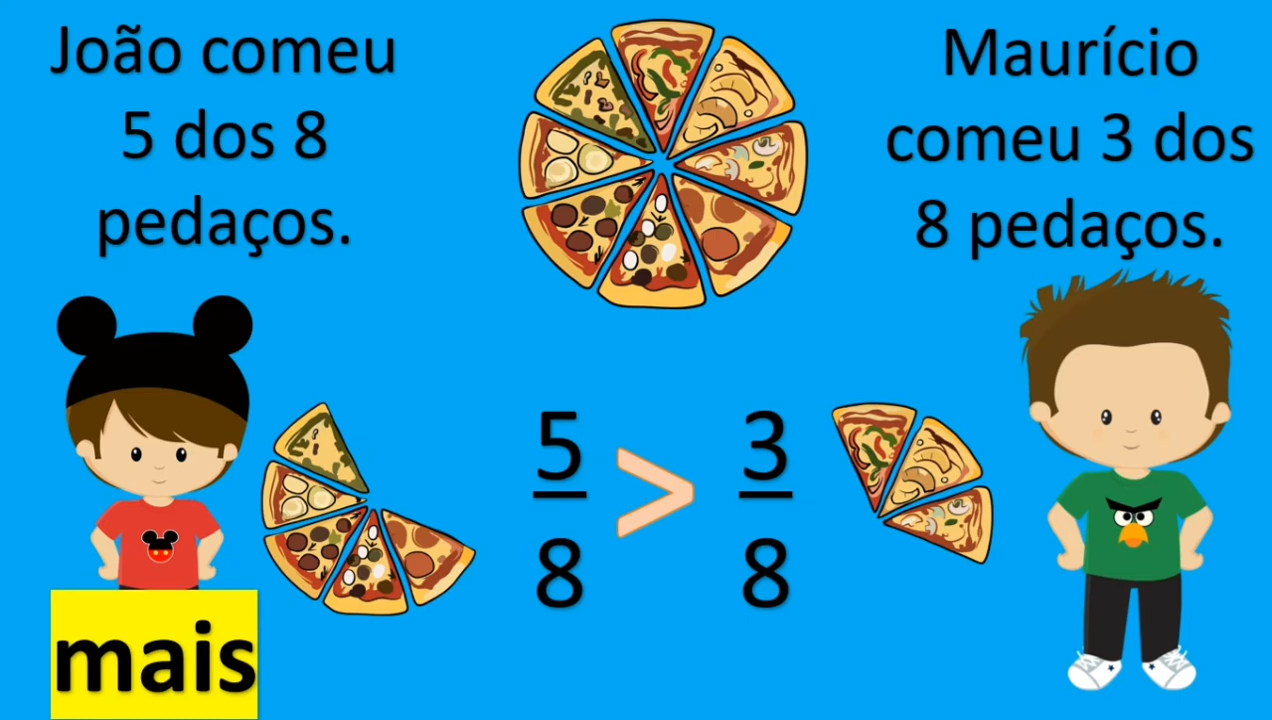 João comeu
5 dos 8
pedaços.
Maurício
comeu 3 dos
8 pedaços.
5/8 > 3/8
mais